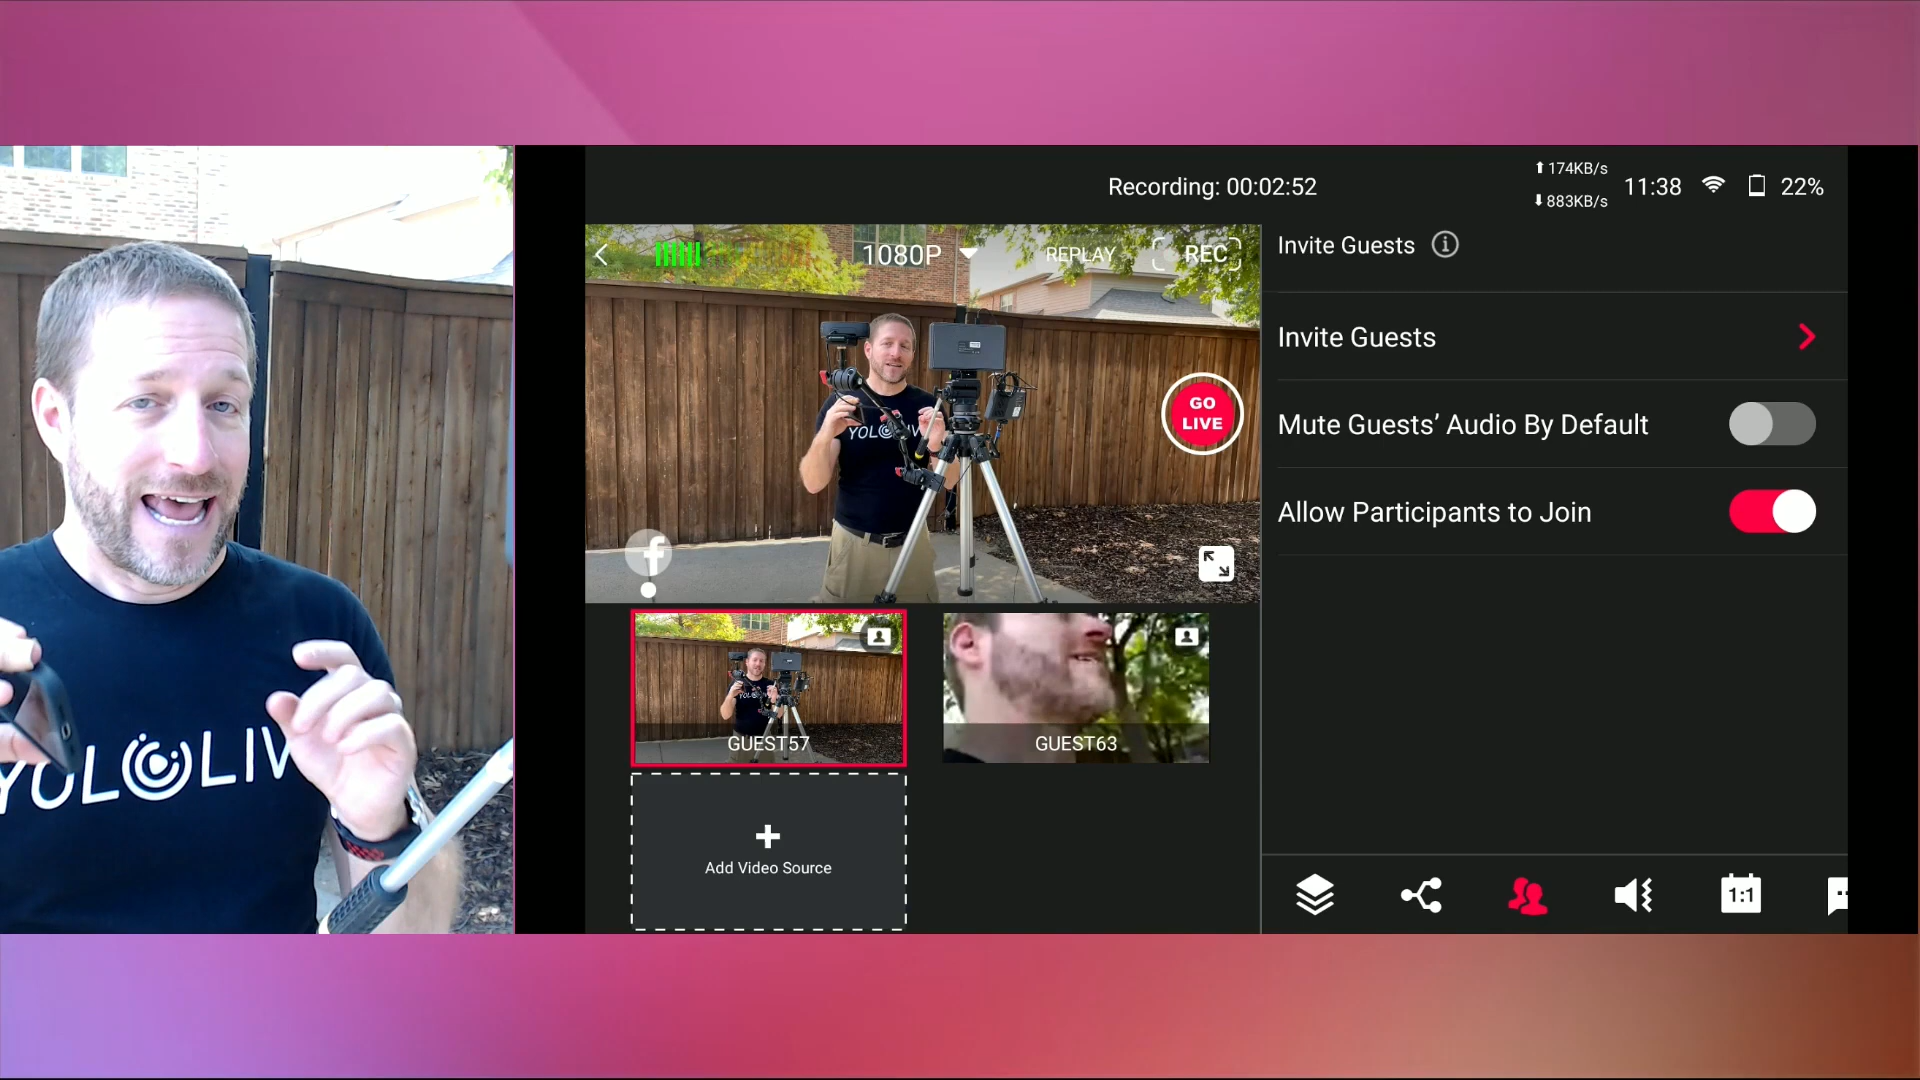 Recording: 00:02:52
174KB/s
883KB/s
11:38
22%
1080P
REPLAY
REC
Invite Guests
Invite Guests
Mute Guests’ Audio By Default
Allow Participants to Join
GO
LIVE
YOLOLIV
YOLOLIV
GUEST57
GUEST63
Add Video Source
1:1